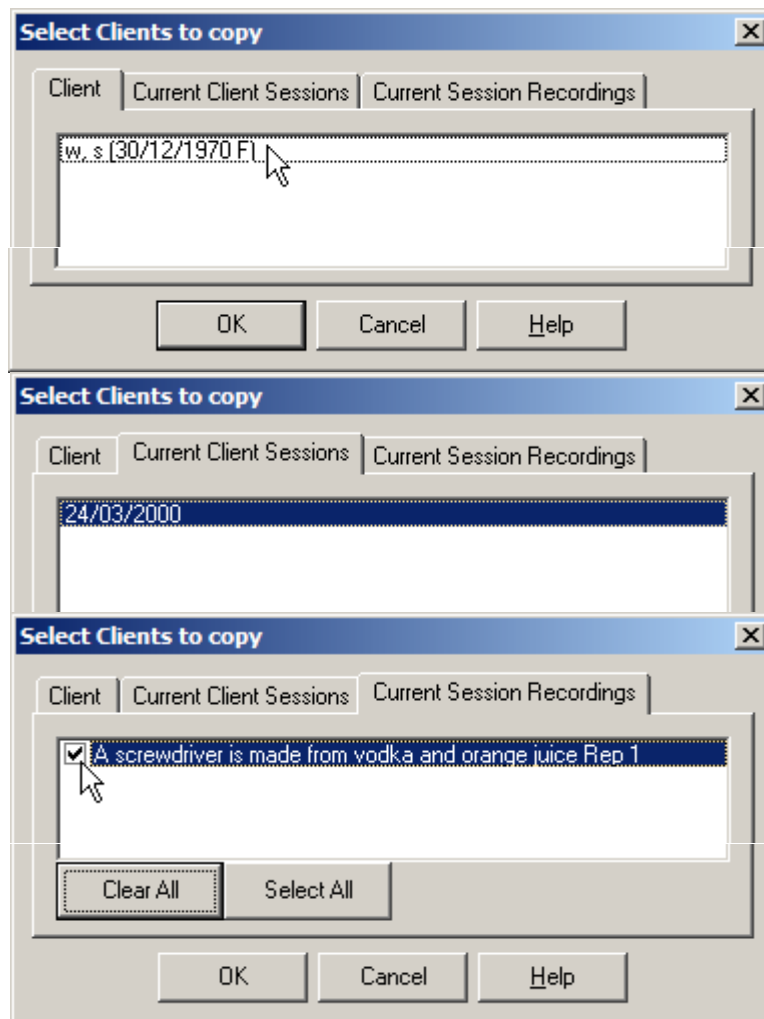 Select Clients to copy
Client Current Client Sessions Current Session Recordings
w, s (30/12/1970 F)
OK Cancel Help
Select Clients to copy
Client Current Client Sessions Current Session Recordings
24/03/2000
Select Clients to copy
Client Current Client Sessions Current Session Recordings
A screwdriver is made from vodka and orange juice Rep 1
Clear All Select All
OK Cancel Help